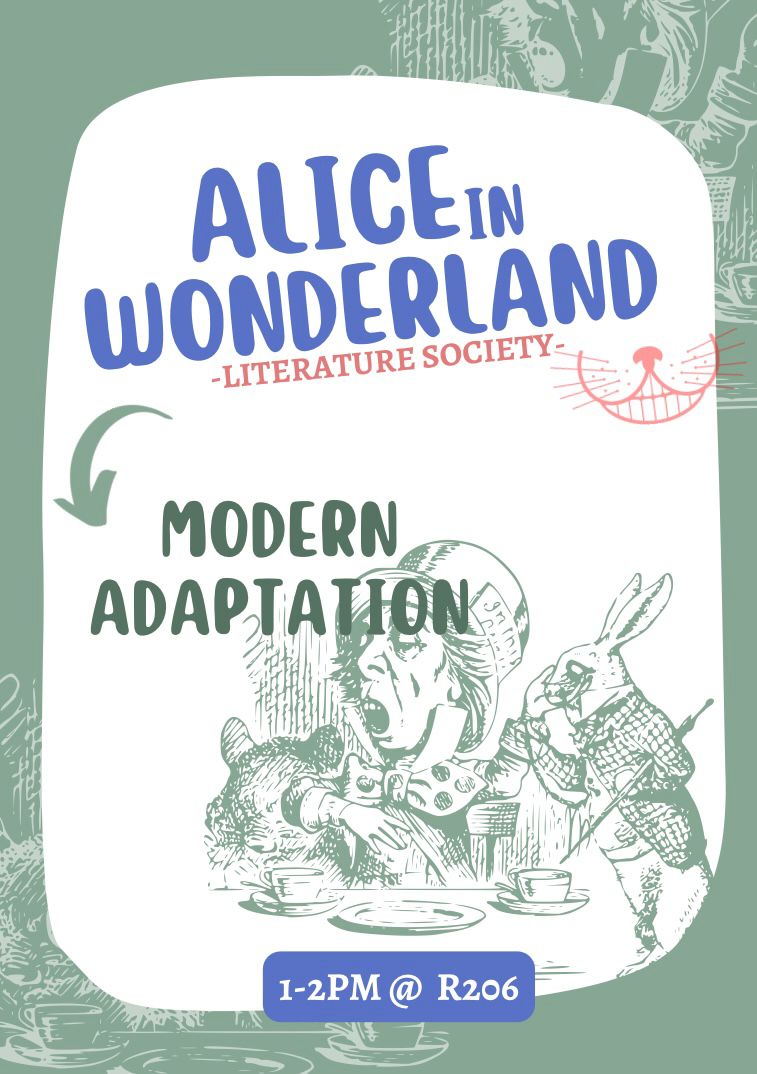 ALICE IN
WONDERLAND
-LITERATURE SOCIETY-
MODERN
ADAPTATION
1-2PM @ R206